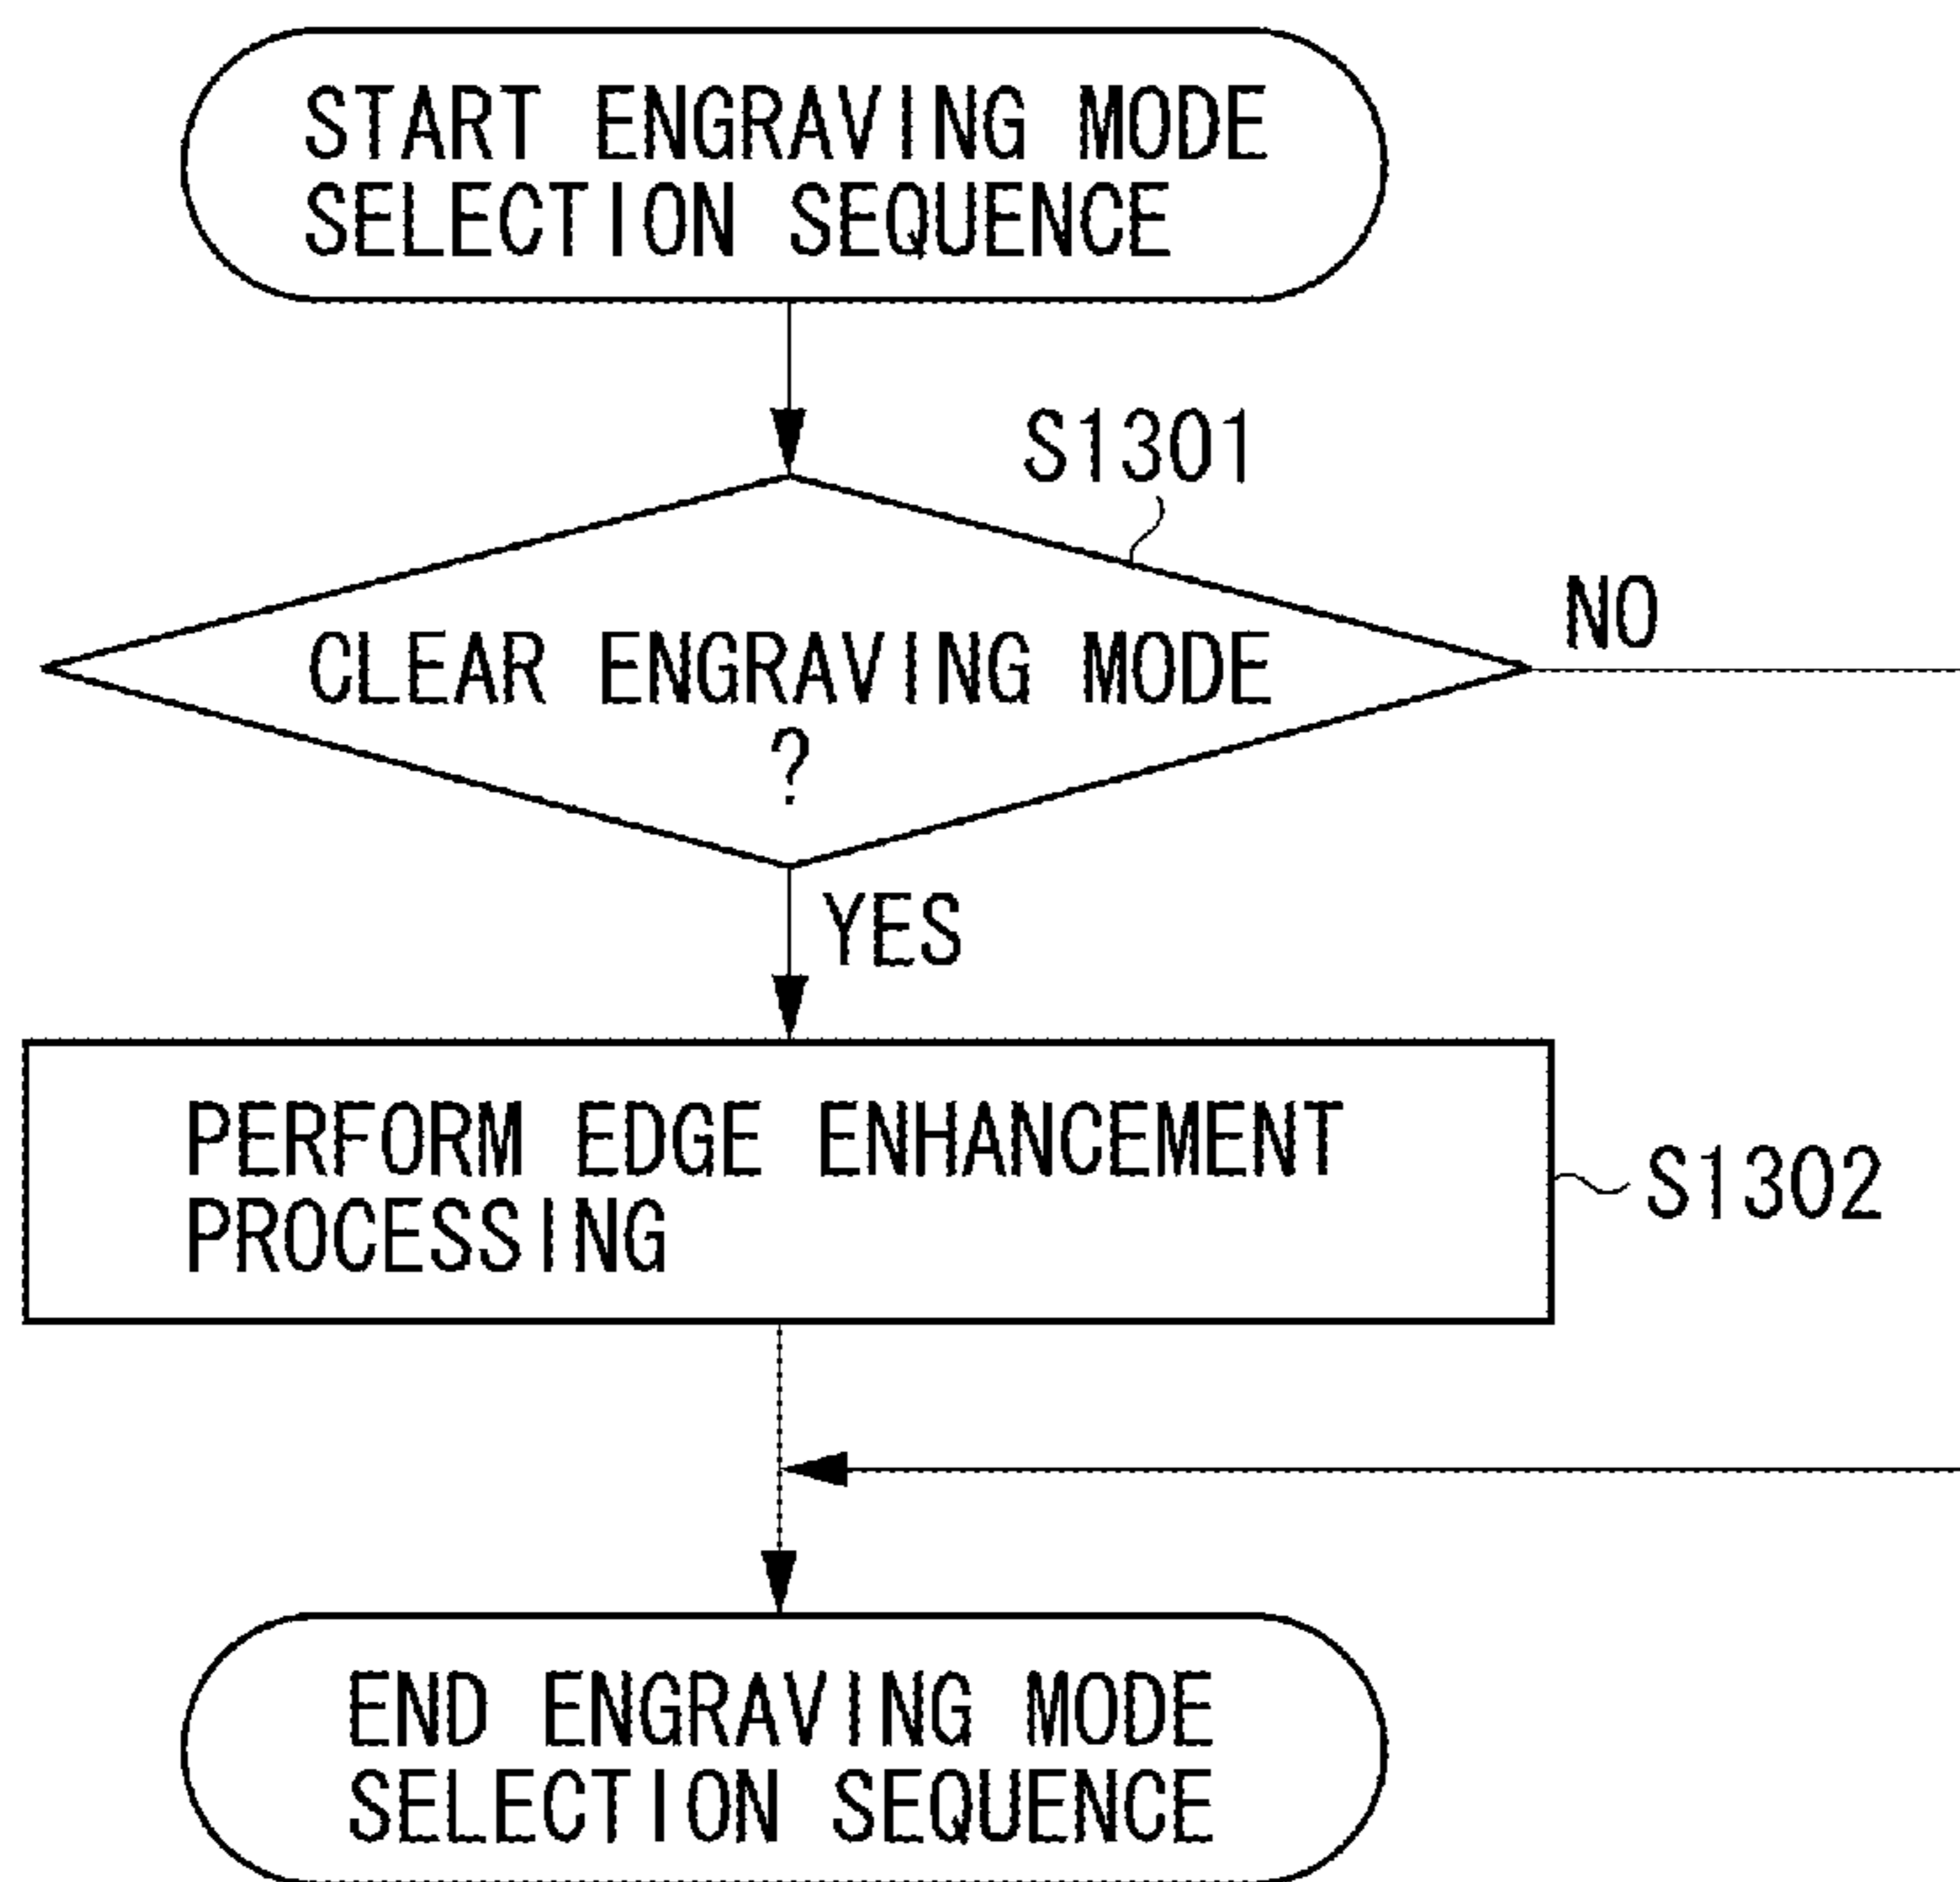 START ENGRAVING MODE
SELECTION SEQUENCE
S1301
CLEAR ENGRAVING MODE
?
NO
YES
PERFORM EDGE ENHANCEMENT
PROCESSING
S1302
END ENGRAVING MODE
SELECTION SEQUENCE